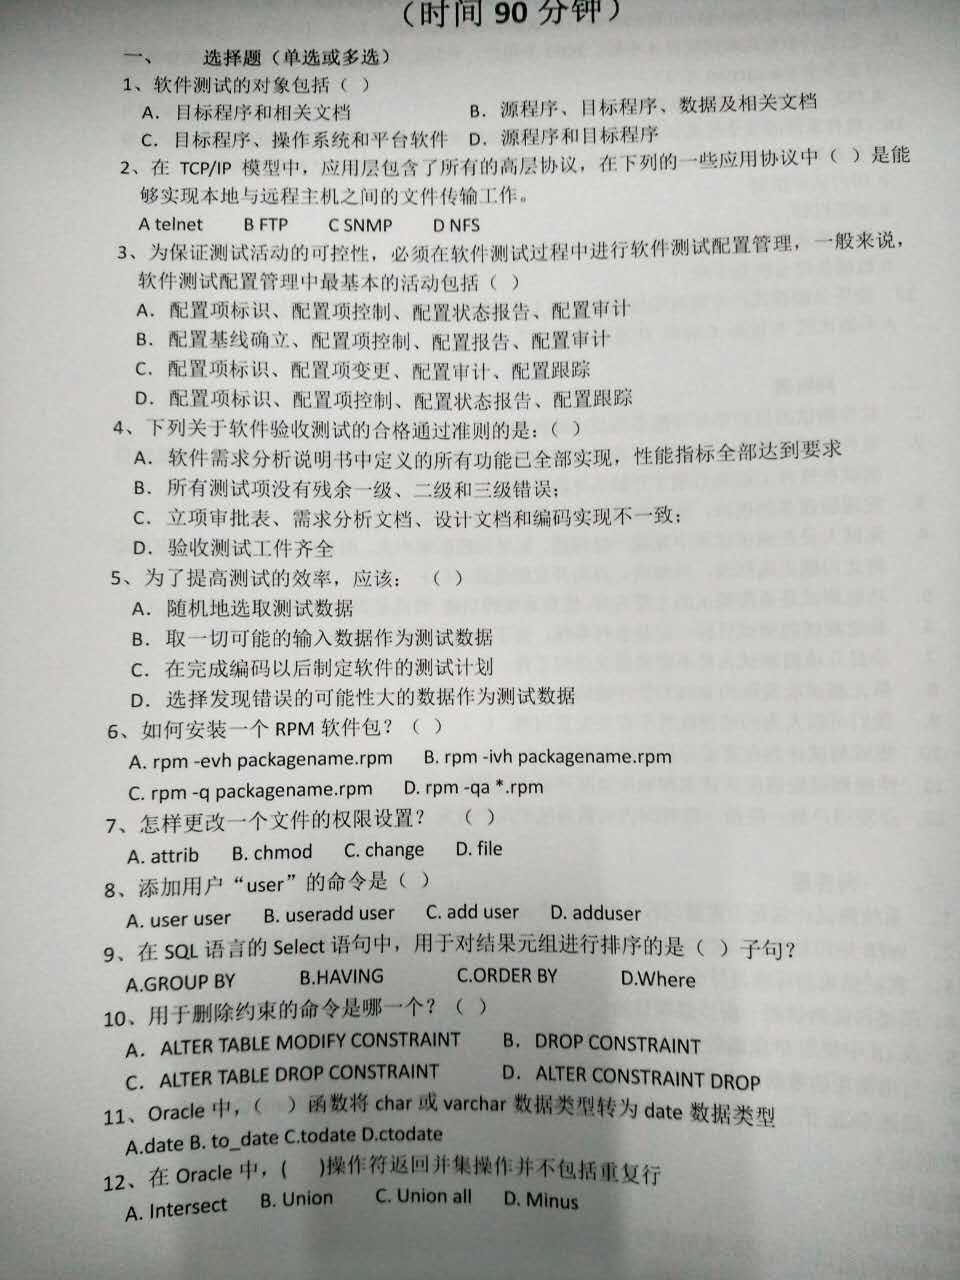 （时间 90 分钟）
一、 选择题（单选或多选）
1、软件测试的对象包括（ ）
A．目标程序和相关文档 B．源程序、目标程序、数据及相关文档
C．目标程序、操作系统和平台软件 D．源程序和目标程序
2、在 TCP/IP 模型中，应用层包含了所有的高层协议，在下列的一些应用协议中（ ）是能
够实现本地与远程主机之间的文件传输工作。
A telnet B FTP C SNMP D NFS
3、为保证测试活动的可控性，必须在软件测试过程中进行软件测试配置管理，一般来说，
软件测试配置管理中最基本的活动包括（ ）
A．配置项标识、配置项控制、配置状态报告、配置审计
B．配置基线确立、配置项控制、配置报告、配置审计
C．配置项标识、配置项变更、配置审计、配置跟踪
D．配置项标识、配置项控制、配置状态报告、配置跟踪
4、下列关于软件验收测试的合格通过准则的是：（ ）
A．软件需求分析说明书中定义的所有功能已全部实现，性能指标全部达到要求
B．所有测试项没有残余一级、二级和三级错误；
C．立项审批表、需求分析文档、设计文档和编码实现不一致；
D．验收测试工件齐全
5、为了提高测试的效率，应该：（ ）
A．随机地选取测试数据
B．取一切可能的输入数据作为测试数据
C．在完成编码以后制定软件的测试计划
D．选择发现错误的可能性大的数据作为测试数据
6、如何安装一个 RPM 软件包？（ ）
A. rpm -evh packagename.rpm B. rpm -ivh packagename.rpm
C. rpm -q packagename.rpm D. rpm -qa *.rpm
7、怎样更改一个文件的权限设置？ （ ）
A. attrib B. chmod C. change D. file
8、添加用户“user”的命令是（ ）
A. user user B. useradd user C. add user D. adduser
9、在 SQL 语言的 Select 语句中，用于对结果元组进行排序的是（ ）子句？
A.GROUP BY B.HAVING C.ORDER BY D.Where
10、用于删除约束的命令是哪一个？（ ）
A．ALTER TABLE MODIFY CONSTRAINT B．DROP CONSTRAINT
C．ALTER TABLE DROP CONSTRAINT D．ALTER CONSTRAINT DROP
11、Oracle 中，（ ）函数将 char 或 varchar 数据类型转为 date 数据类型
A.date B. to_date C.todate D.ctodate
12、在 Oracle 中，( )操作符返回并集操作并不包括重复行
A. Intersect B. Union C. Union all D. Minus